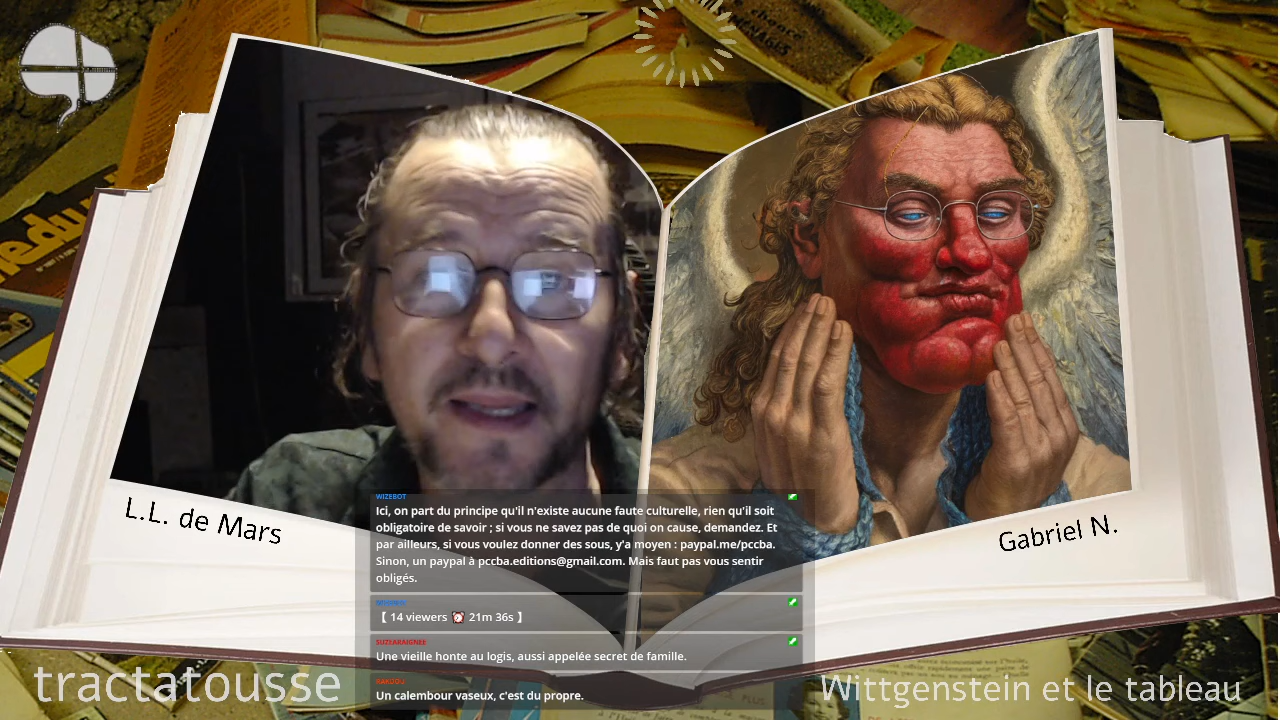 L.L. de Mars
Gabriel N.
WIZEBOT
Ici, on part du principe qu'il n'existe aucune faute culturelle, rien qu'il soit
obligatoire de savoir ; si vous ne savez pas de quoi on cause, demandez. Et
par ailleurs, si vous voulez donner des sous, y'a moyen : paypal.me/pccba.
Sinon, un paypal à pccba.editions@gmail.com. Mais faut pas vous sentir
obligés.
【 14 viewers ⏰ 21m 36s 】
SUZEARAIGNEE
Une vieille honte au logis, aussi appelée secret de famille.
Un calembour vaseux, c'est du propre.
tractatousse
Wittgenstein et le tableau